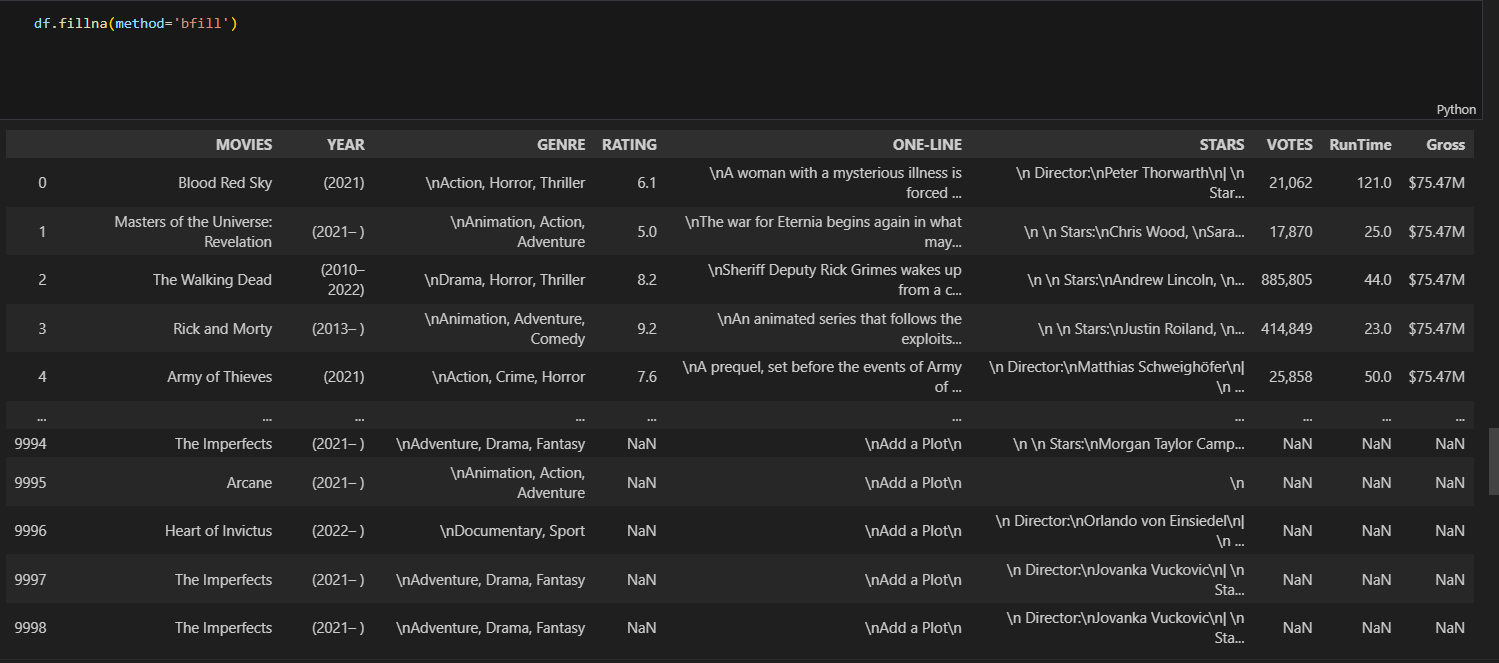 df.fillna(method='bfill')
Python
MOVIES YEAR GENRE RATING ONE-LINE STARS VOTES RunTime Gross
0 Blood Red Sky (2021) \nAction, Horror, Thriller 6.1 \nA woman with a mysterious illness is forced ... \n Director:\nPeter Thorwarth\n| \n Star... 21,062 121.0 $75.47M
1 Masters of the Universe: Revelation (2021– ) \nAnimation, Action, Adventure 5.0 \nThe war for Eternia begins again in what may... \n \n Stars:\nChris Wood, \nSara... 17,870 25.0 $75.47M
2 The Walking Dead (2010–2022) \nDrama, Horror, Thriller 8.2 \nSheriff Deputy Rick Grimes wakes up from a c... \n \n Stars:\nAndrew Lincoln, \n... 885,805 44.0 $75.47M
3 Rick and Morty (2013– ) \nAnimation, Adventure, Comedy 9.2 \nAn animated series that follows the exploits... \n \n Stars:\nJustin Roiland, \n... 414,849 23.0 $75.47M
4 Army of Thieves (2021) \nAction, Crime, Horror 7.6 \nA prequel, set before the events of Army of ... \n Director:\nMatthias Schweighöfer\n| \n ... 25,858 50.0 $75.47M
... ... ... ... ... ... ... ... ... ...
9994 The Imperfects (2021– ) \nAdventure, Drama, Fantasy NaN \nAdd a Plot\n \n \n Stars:\nMorgan Taylor Camp... NaN NaN NaN
9995 Arcane (2021– ) \nAnimation, Action, Adventure NaN \nAdd a Plot\n \n NaN NaN NaN
9996 Heart of Invictus (2022– ) \nDocumentary, Sport NaN \nAdd a Plot\n \n Director:\nOrlando von Einsiedel\n| \n ... NaN NaN NaN
9997 The Imperfects (2021– ) \nAdventure, Drama, Fantasy NaN \nAdd a Plot\n \n Director:\nJovanka Vuckovic\n| \n Sta... NaN NaN NaN
9998 The Imperfects (2021– ) \nAdventure, Drama, Fantasy NaN \nAdd a Plot\n \n Director:\nJovanka Vuckovic\n| \n Sta... NaN NaN NaN